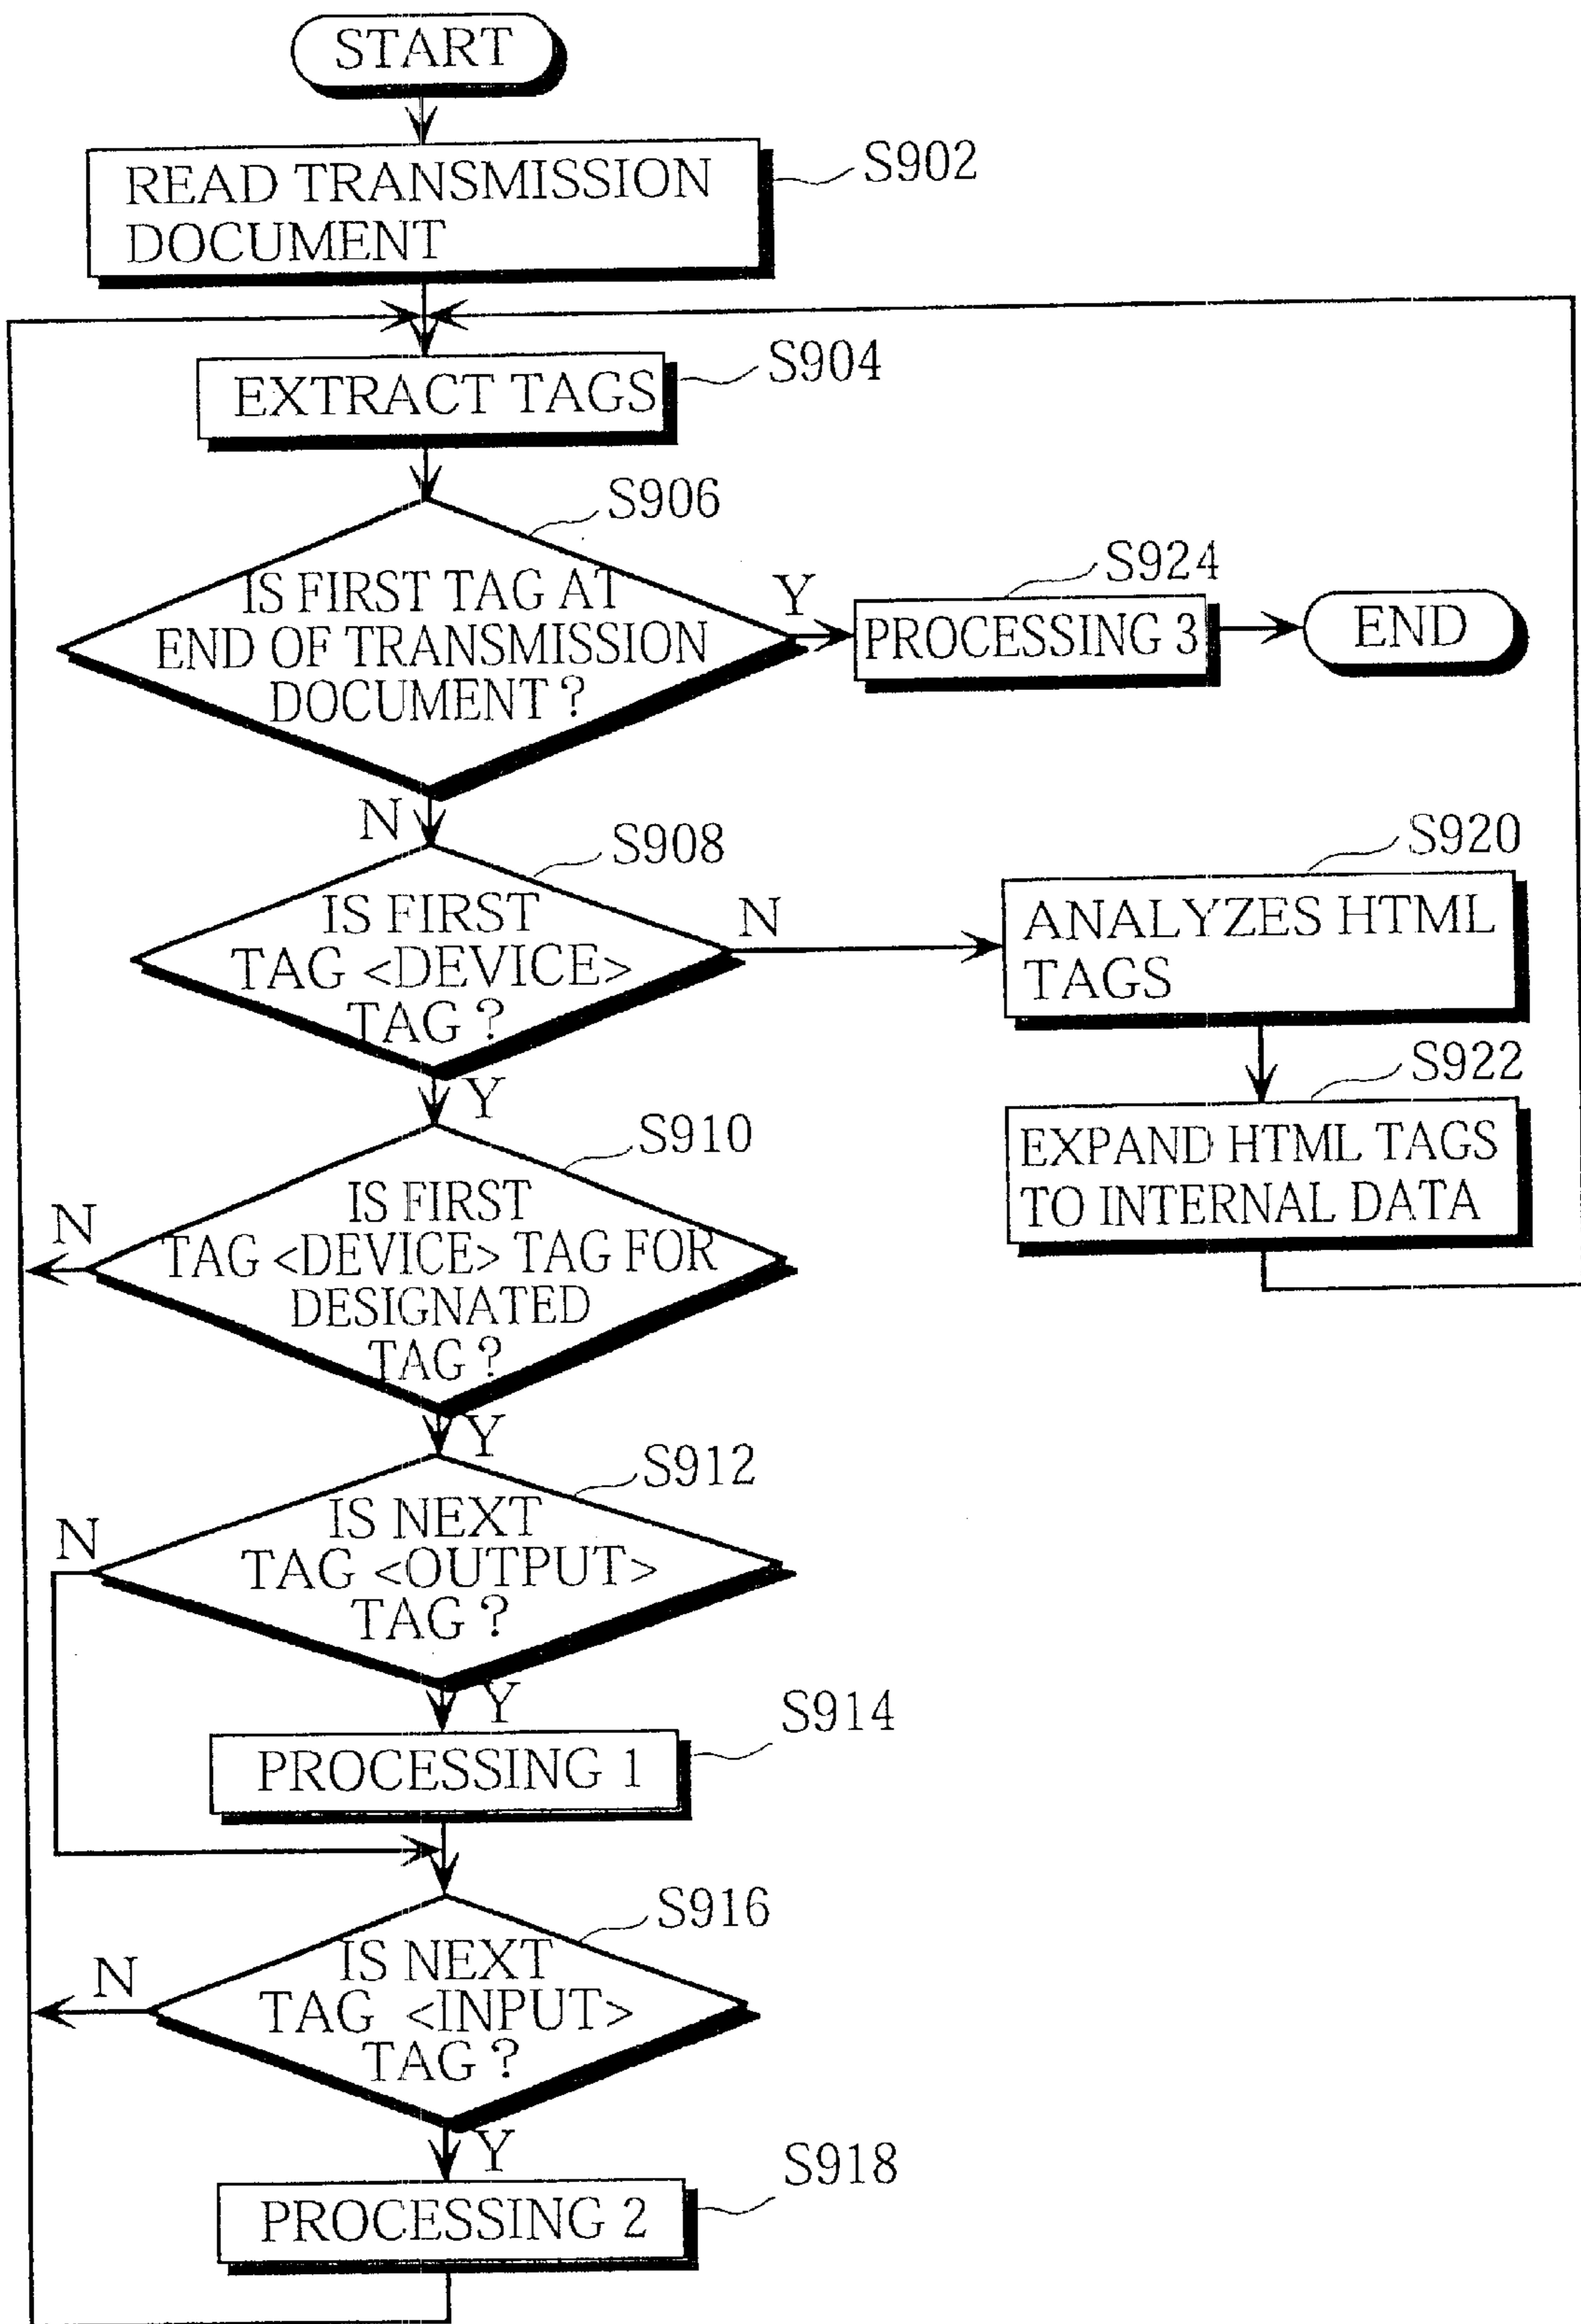 START
READ TRANSMISSION
DOCUMENT
S902
EXTRACT TAGS
S904
S906
IS FIRST TAG AT
END OF TRANSMISSION
DOCUMENT ?
Y
S924
PROCESSING 3
END
N
S908
IS FIRST
TAG <DEVICE>
TAG ?
N
S920
ANALYZES HTML
TAGS
S922
EXPAND HTML TAGS
TO INTERNAL DATA
Y
S910
IS FIRST
TAG <DEVICE> TAG FOR
DESIGNATED
TAG ?
N
Y
S912
IS NEXT
TAG <OUTPUT>
TAG ?
N
Y
S914
PROCESSING 1
S916
IS NEXT
TAG <INPUT>
TAG ?
N
Y
S918
PROCESSING 2